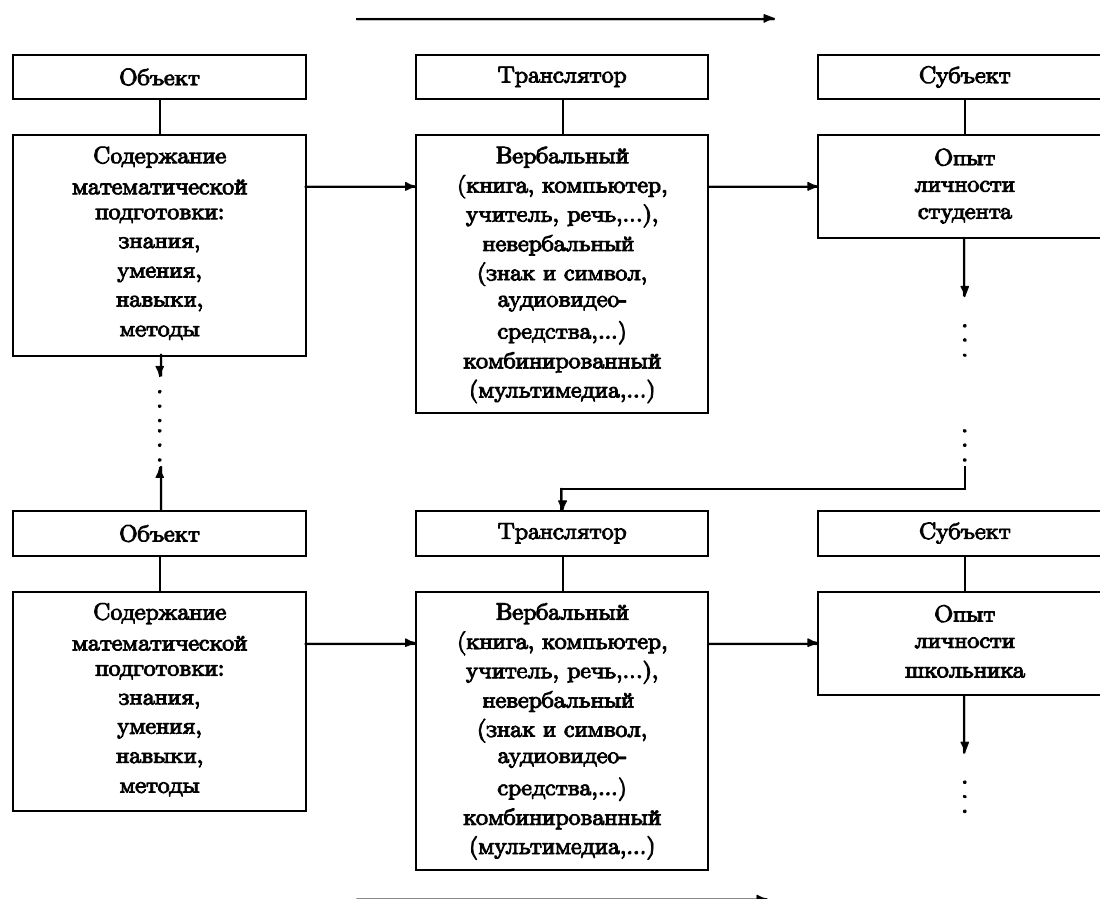 Объект
Транслятор
Субъект
Содержание
математической
подготовки:
знания,
умения,
навыки,
методы
Вербальный
(книга, компьютер,
учитель, речь,...),
невербальный
(знак и символ,
аудиовидео-
средства,...)
комбинированный
(мультимедиа,...)
Опыт
личности
студента
Объект
Транслятор
Субъект
Содержание
математической
подготовки:
знания,
умения,
навыки,
методы
Вербальный
(книга, компьютер,
учитель, речь,...),
невербальный
(знак и символ,
аудиовидео-
средства,...)
комбинированный
(мультимедиа,...)
Опыт
личности
школьника